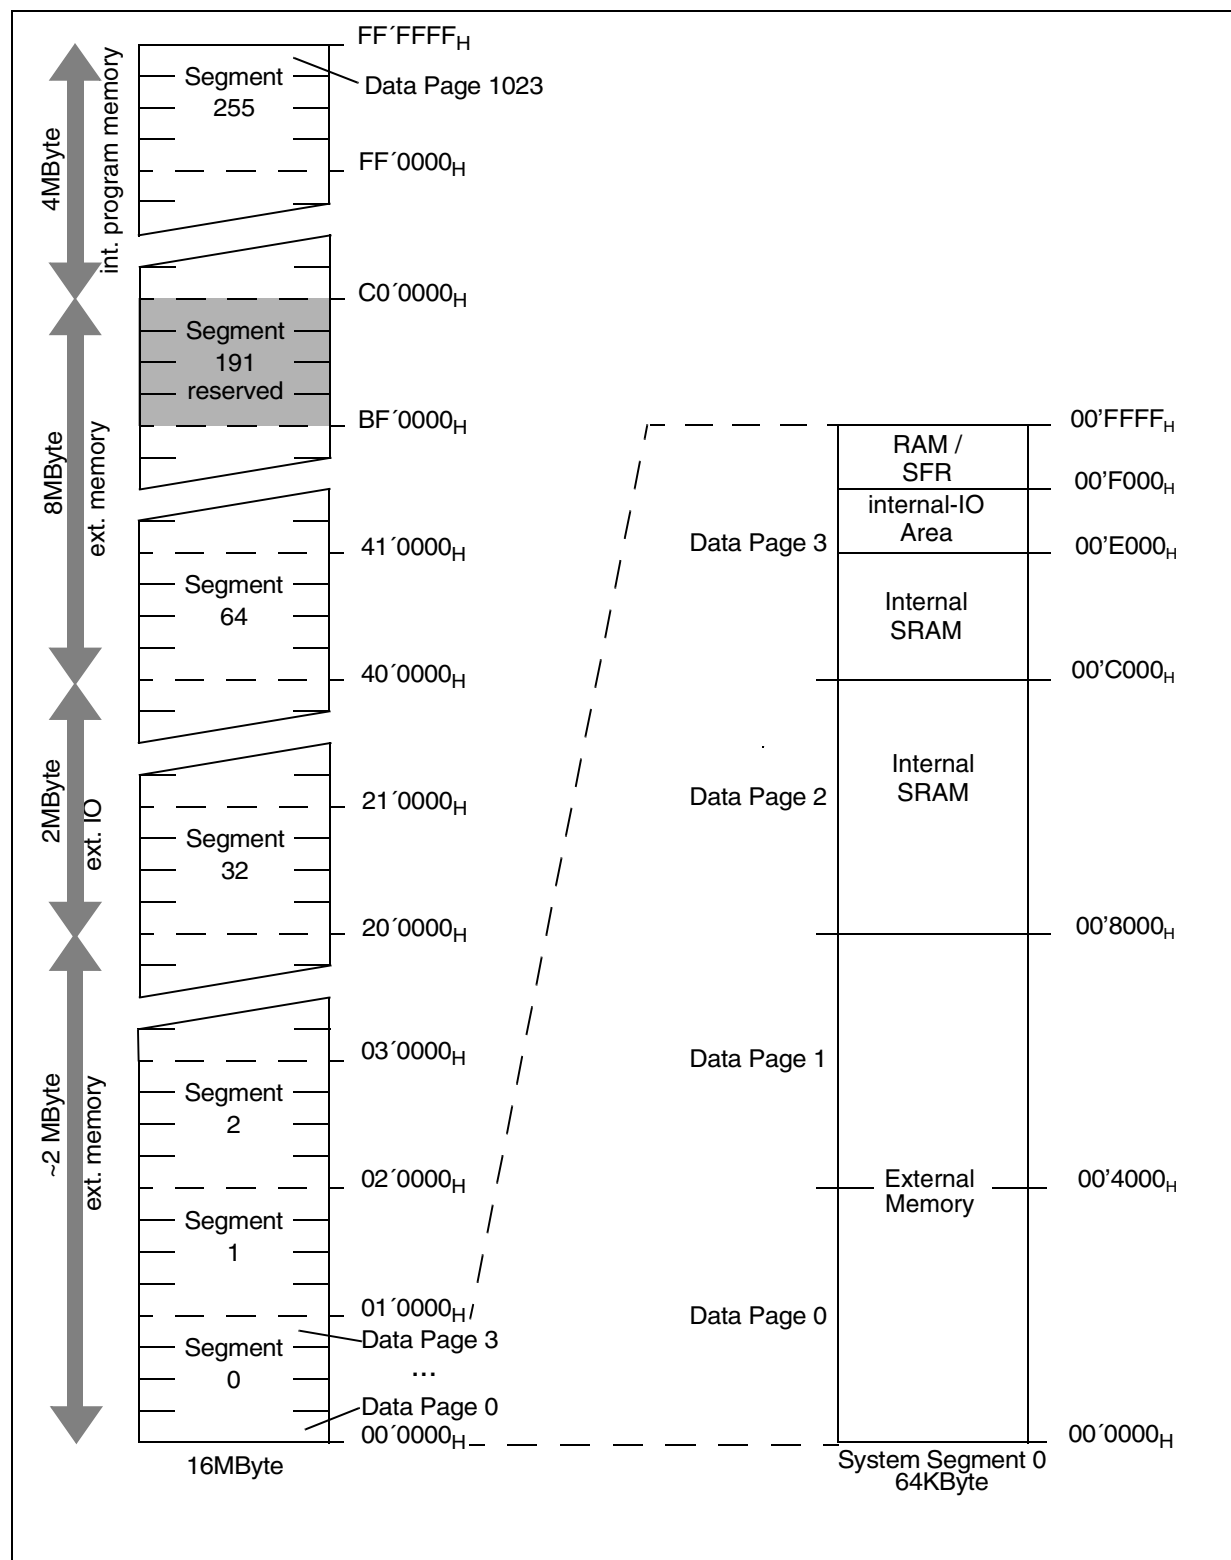 FF´FFFFH
Segment
255
Data Page 1023
FF´0000H
4MByte
int. program memory
C0´0000H
Segment
191
reserved
BF´0000H
8MByte
ext. memory
41´0000H
Segment
64
40´0000H
2MByte
ext. IO
21´0000H
Segment
32
20´0000H
~2 MByte
ext. memory
03´0000H
Segment
2
02´0000H
Segment
1
01´0000H
Data Page 3
Segment
0
...
Data Page 0
00´0000H
16MByte
00'FFFFH
RAM /
SFR
00'F000H
internal-IO
Area
Data Page 3
00'E000H
Internal
SRAM
00'C000H
Internal
SRAM
Data Page 2
00'8000H
Data Page 1
External
Memory
00'4000H
Data Page 0
00'0000H
System Segment 0
64KByte